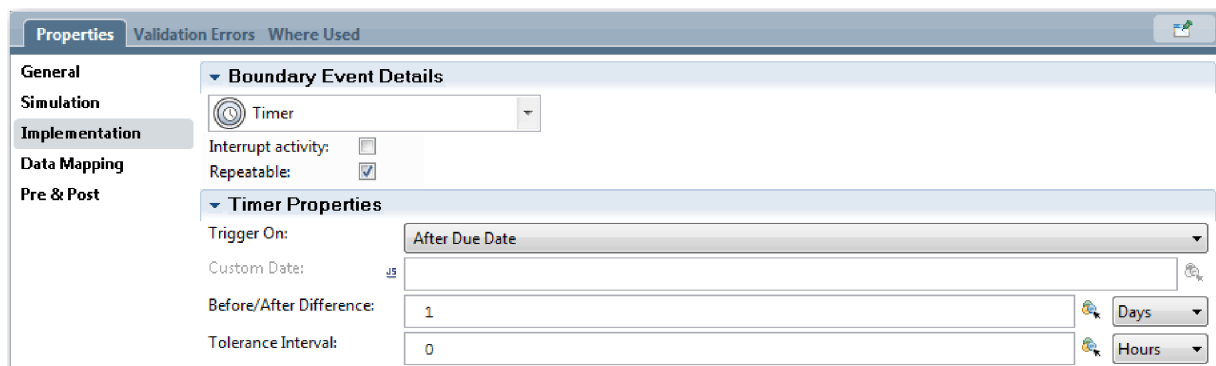 Properties Validation Errors Where Used
General
Simulation
Implementation
Data Mapping
Pre & Post
Boundary Event Details
Timer
Interrupt activity:
Repeatable:
Timer Properties
Trigger On: After Due Date
Custom Date: JS
Before/After Difference: 1 Days
Tolerance Interval: 0 Hours